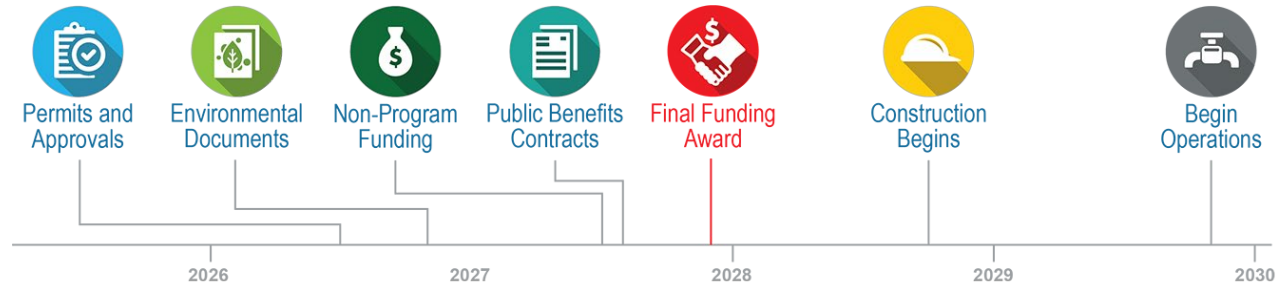 $
$
Permits and
Approvals
Environmental
Documents
Non-Program
Funding
Public Benefits
Contracts
Final Funding
Award
Construction
Begins
Begin
Operations
2026
2027
2028
2029
2030